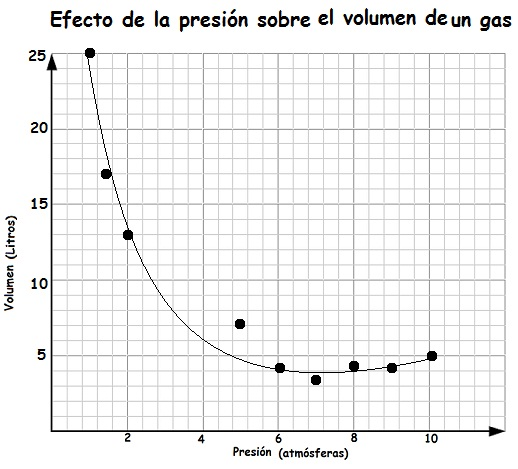 Efecto de la presión sobre el volumen de un gas
25
20
15
10
5
Volumen (Litros)
2 4 6 8 10
Presión (atmósferas)